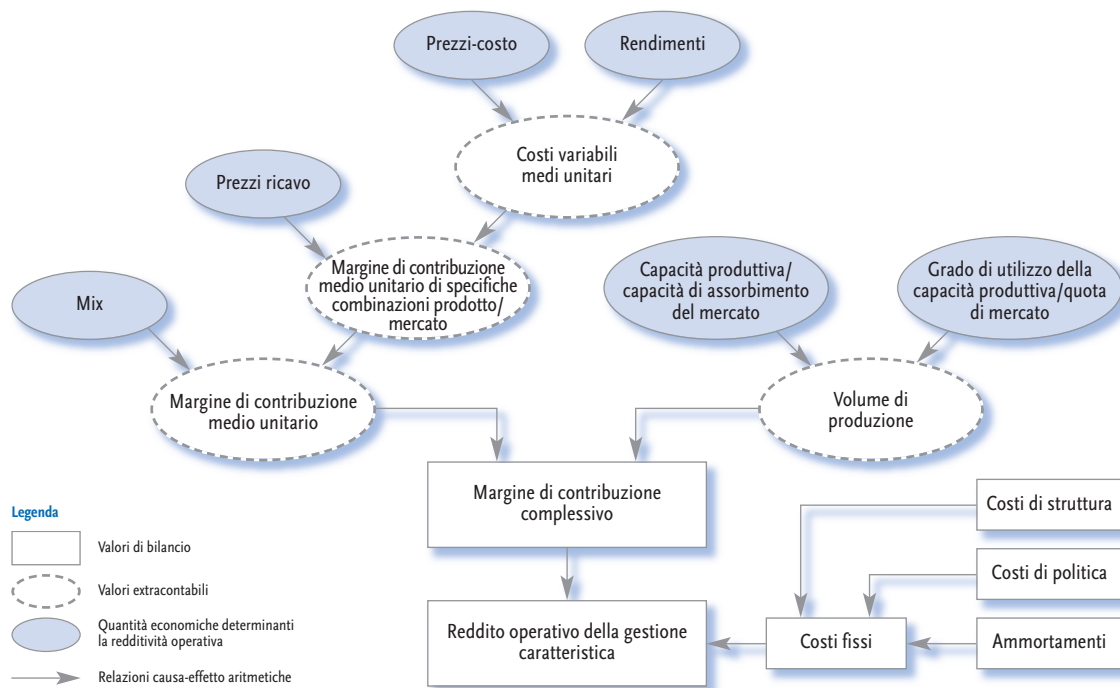 Prezzi-costo
Rendimenti
Costi variabili
medi unitari
Prezzi ricavo
Margine di contribuzione
medio unitario di specifiche
combinazioni prodotto/
mercato
Capacità produttiva/
capacità di assorbimento
del mercato
Grado di utilizzo della
capacità produttiva/quota
di mercato
Mix
Margine di contribuzione
medio unitario
Volume di
produzione
Margine di contribuzione
complessivo
Costi di struttura
Costi di politica
Reddito operativo della gestione
caratteristica
Costi fissi
Ammortamenti
Legenda
Valori di bilancio
Valori extracontabili
Quantità economiche determinanti
la redditività operativa
Relazioni causa-effetto aritmetiche